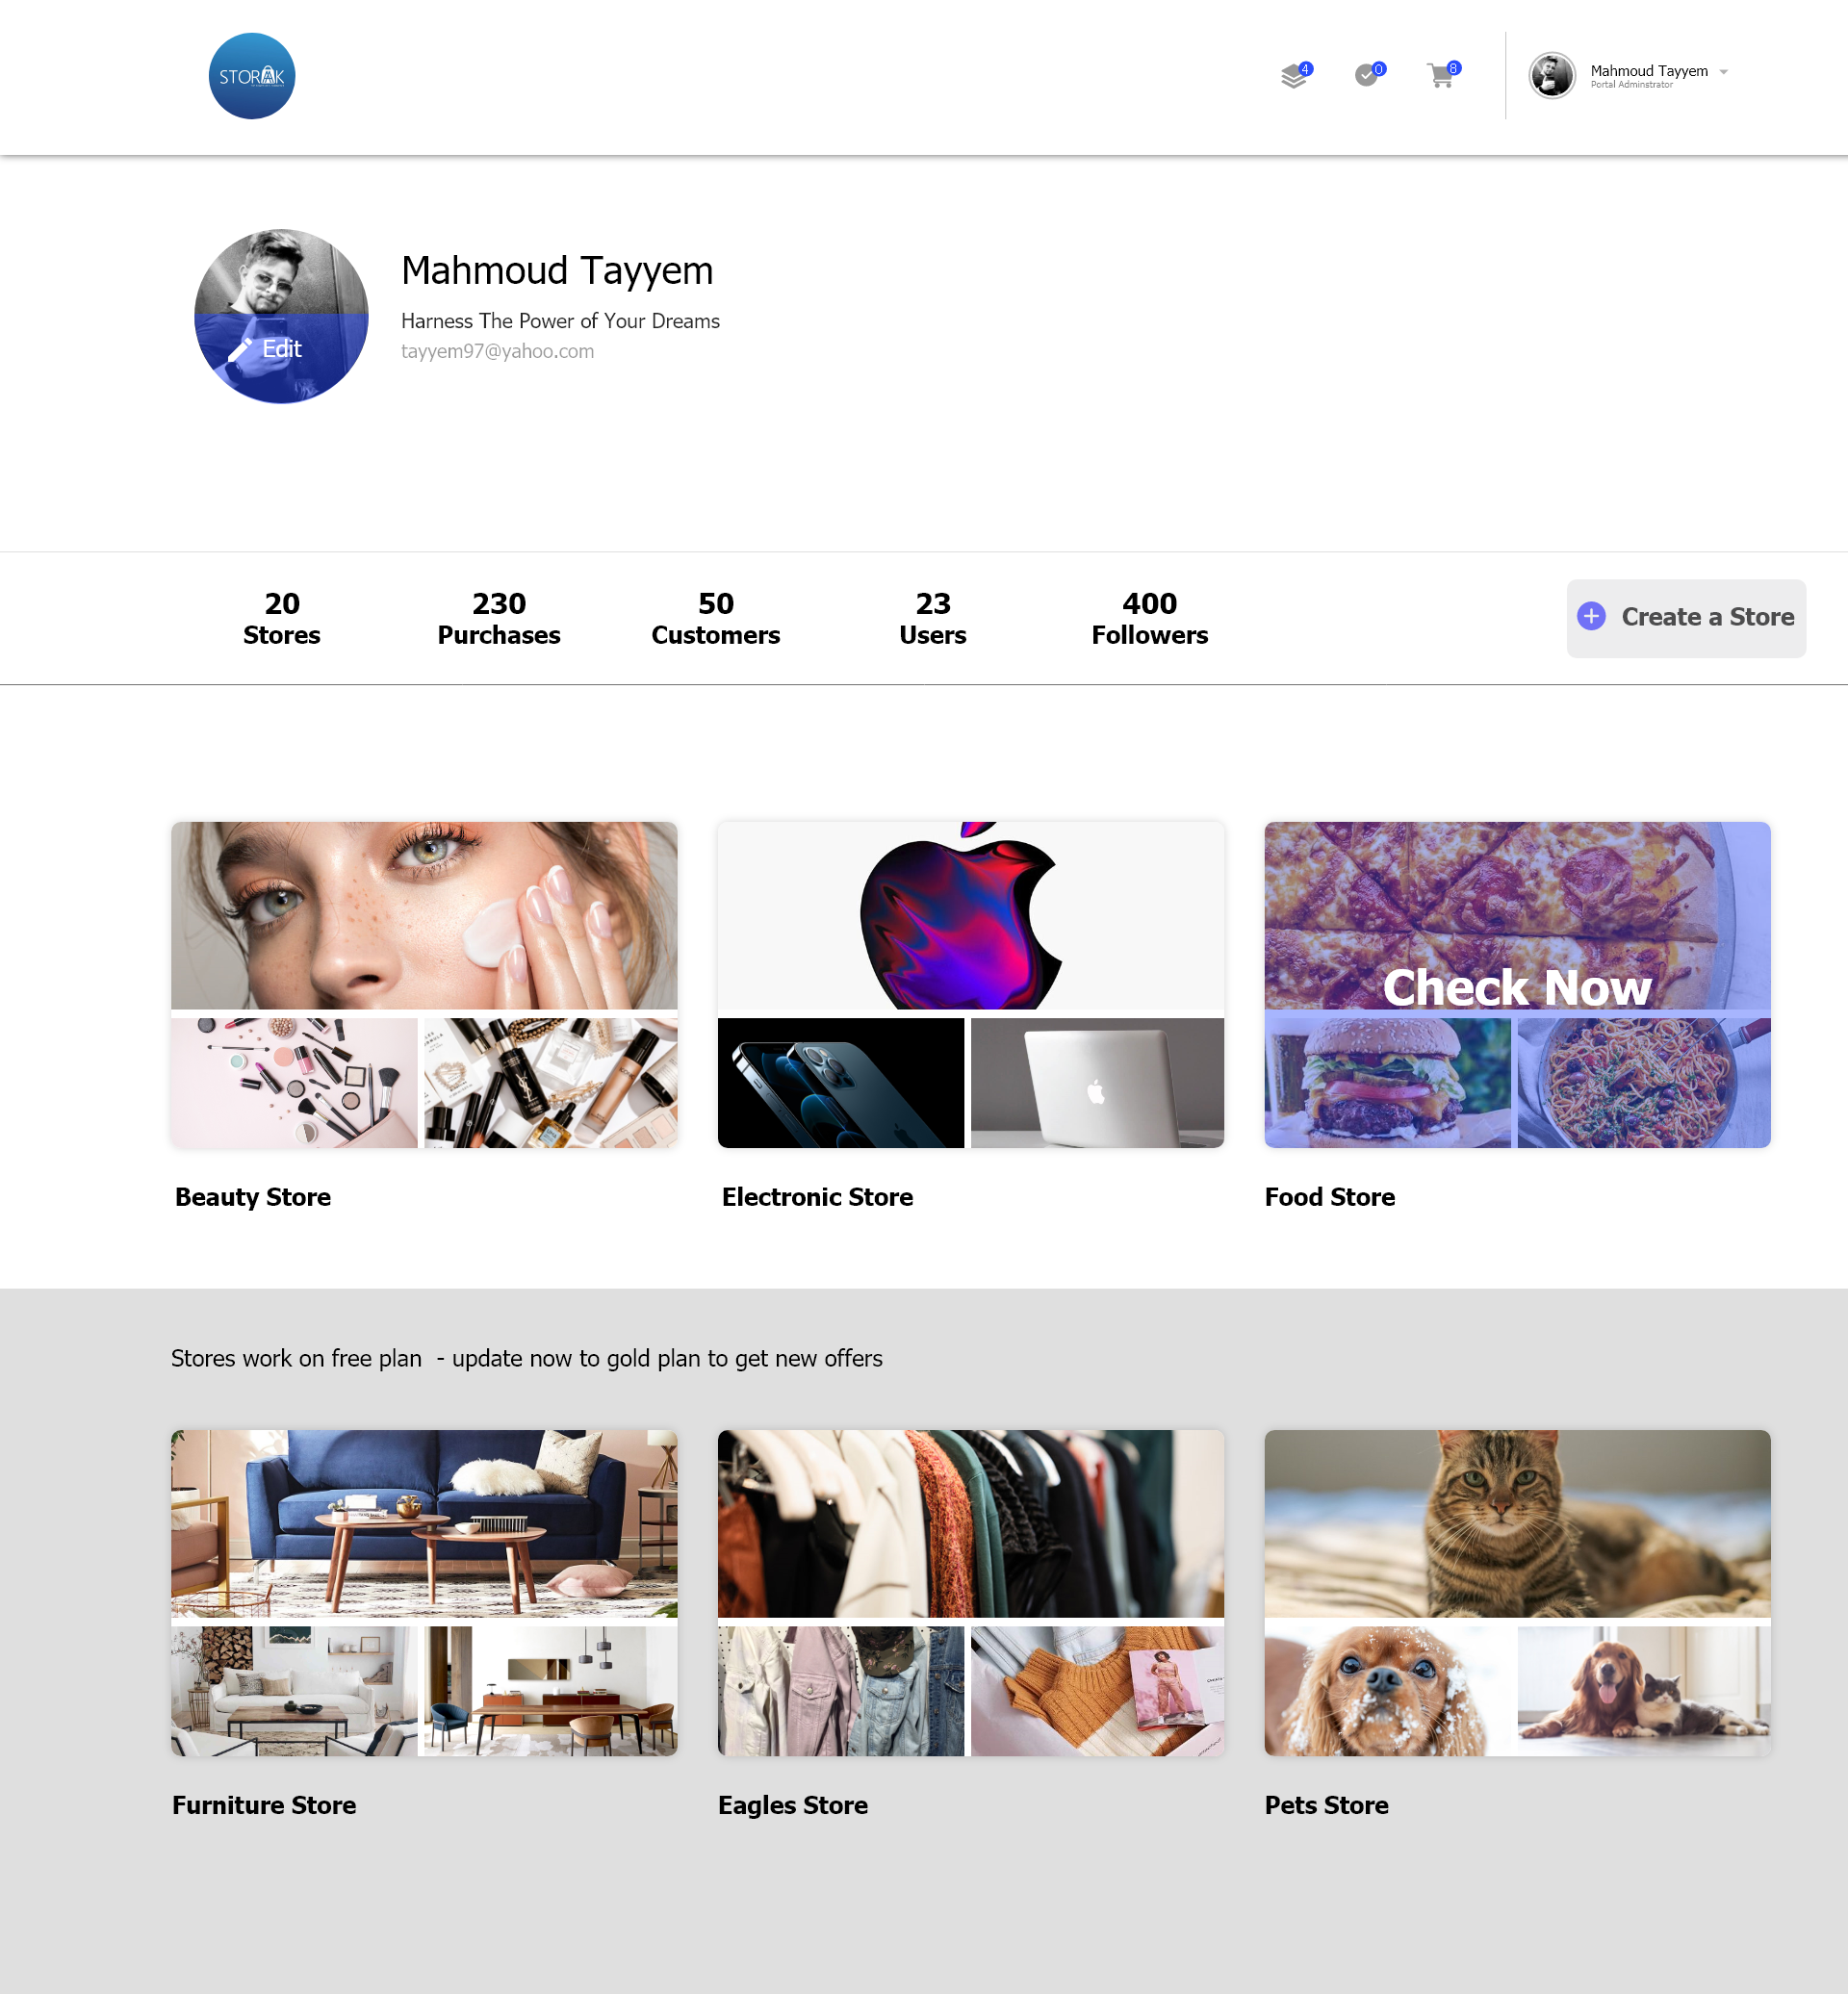 STORAK
4
0
8
Mahmoud Tayyem
Portal Adminstrator
Mahmoud Tayyem
Harness The Power of Your Dreams
tayyem97@yahoo.com
Edit
20
Stores
230
Purchases
50
Customers
23
Users
400
Followers
Create a Store
Check Now
Beauty Store
Electronic Store
Food Store
Stores work on free plan - update now to gold plan to get new offers
Furniture Store
Eagles Store
Pets Store